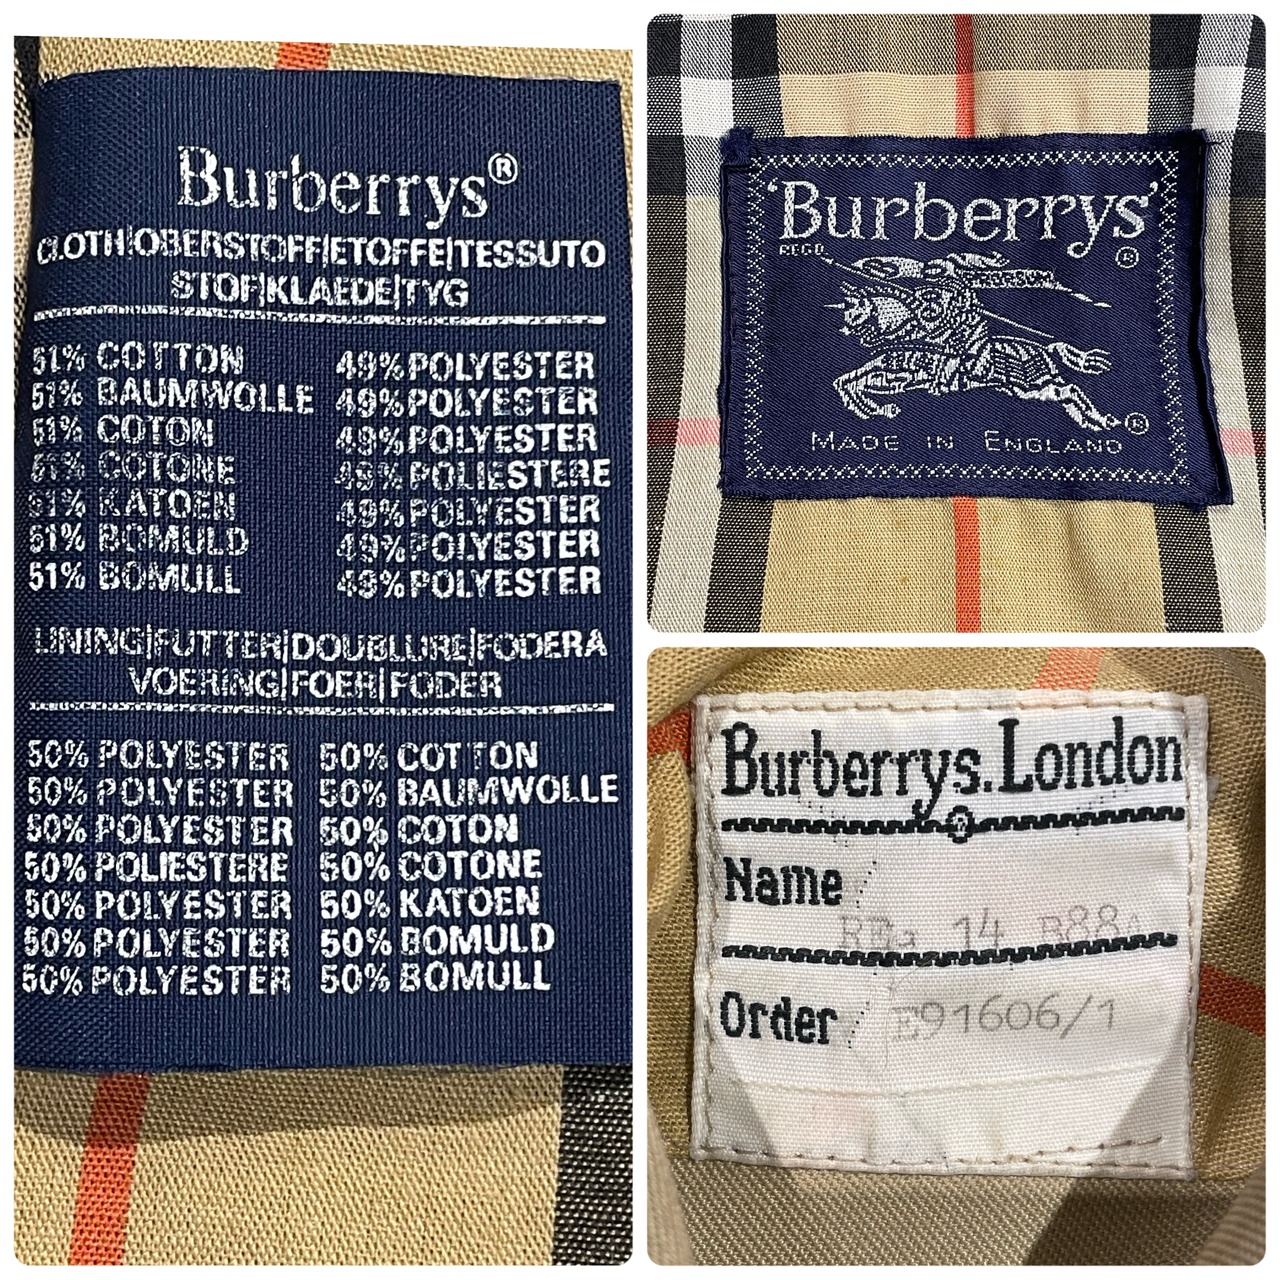 Burberrys®
CLOTH|OBERSTOFF|ETOFFE|TESSUTO
STOF|KLAEDE|TYG
51% COTTON 49% POLYESTER
51% BAUMWOLLE 49% POLYESTER
51% COTON 49% POLYESTER
51% COTONE 49% POLIESTERE
51% KATOEN 49% POLYESTER
51% BOMULD 49% POLYESTER
51% BOMULL 49% POLYESTER
LINING|FUTTER|DOUBLURE|FODERA
VOERING|FOER|FODER
50% POLYESTER 50% COTTON
50% POLYESTER 50% BAUMWOLLE
50% POLYESTER 50% COTON
50% POLIESTERE 50% COTONE
50% POLYESTER 50% KATOEN
50% POLYESTER 50% BOMULD
50% POLYESTER 50% BOMULL
'Burberrys'
REGD. ®
®
MADE IN ENGLAND
Burberrys. London
Name
14
Order E91606/1